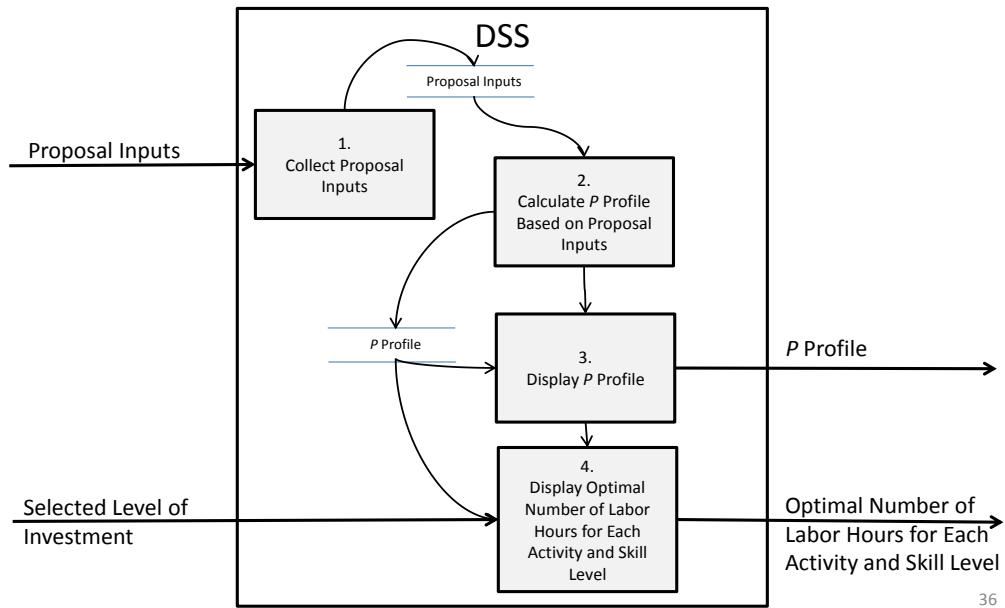 DSS
Proposal Inputs
Proposal Inputs
1.
Collect Proposal
Inputs
2.
Calculate P Profile
Based on Proposal
Inputs
P Profile
3.
Display P Profile
P Profile
Selected Level of
Investment
4.
Display Optimal
Number of Labor
Hours for Each
Activity and Skill
Level
Optimal Number of
Labor Hours for Each
Activity and Skill Level
36